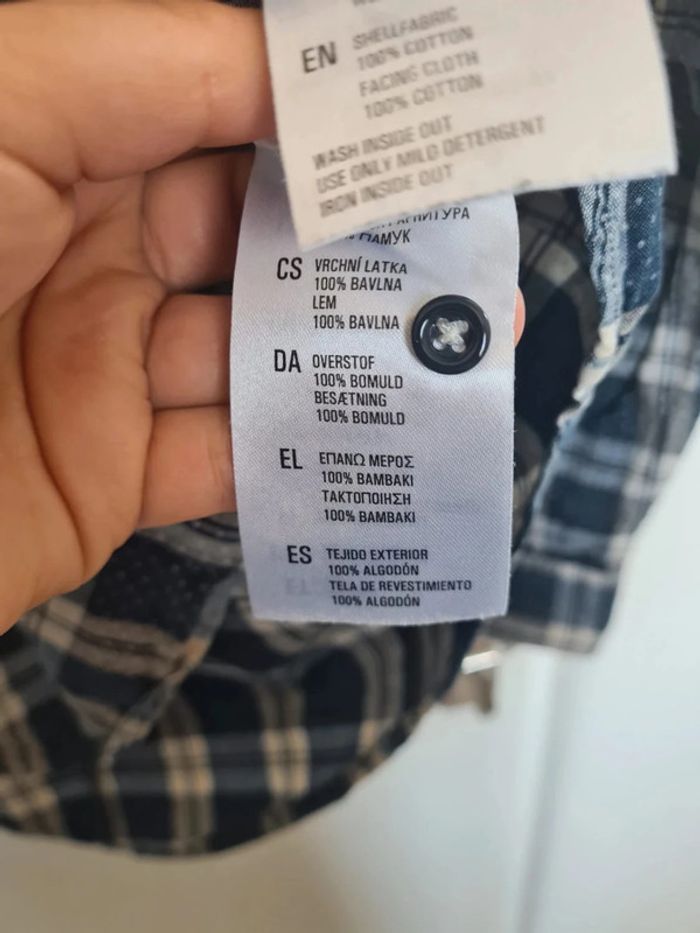 EN SHELLFABRIC
100% COTTON
FACING CLOTH
100% COTTON
WASH INSIDE OUT
USE ONLY MILD DETERGENT
IRON INSIDE OUT
ПАМУК
CS VRCHNÍ LATKA
100% BAVLNA
LEM
100% BAVLNA
DA OVERSTOF
100% BOMULD
BESÆTNING
100% BOMULD
EL ΕΠΑΝΩ ΜΕΡΟΣ
100% ΒΑΜΒΑΚΙ
ΤΑΚΤΟΠΟΙΗΣΗ
100% ΒΑΜΒΑΚΙ
ES TEJIDO EXTERIOR
100% ALGODÓN
TELA DE REVESTIMIENTO
100% ALGODÓN